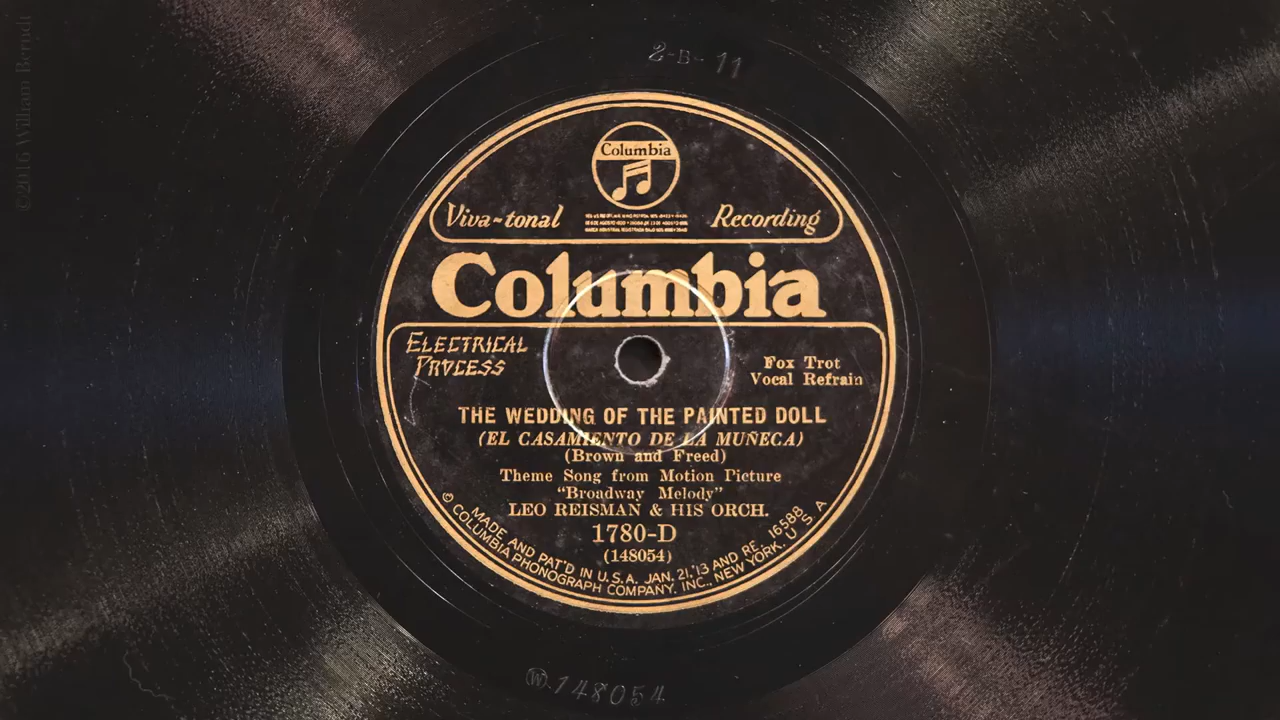 2-B-11
Columbia
Viva-tonal Recording
Columbia
ELECTRICAL
PROCESS
Fox Trot
Vocal Refrain
THE WEDDING OF THE PAINTED DOLL
(EL CASAMIENTO DE LA MUÑECA)
(Brown and Freed)
Theme Song from Motion Picture
“Broadway Melody”
LEO REISMAN & HIS ORCH.
1780-D
(148054)
MADE AND PAT'D IN U.S.A. JAN. 21, '13 AND RE. 16588
© COLUMBIA PHONOGRAPH COMPANY, INC., NEW YORK, U S A
W 148054
©2016 William Berndt